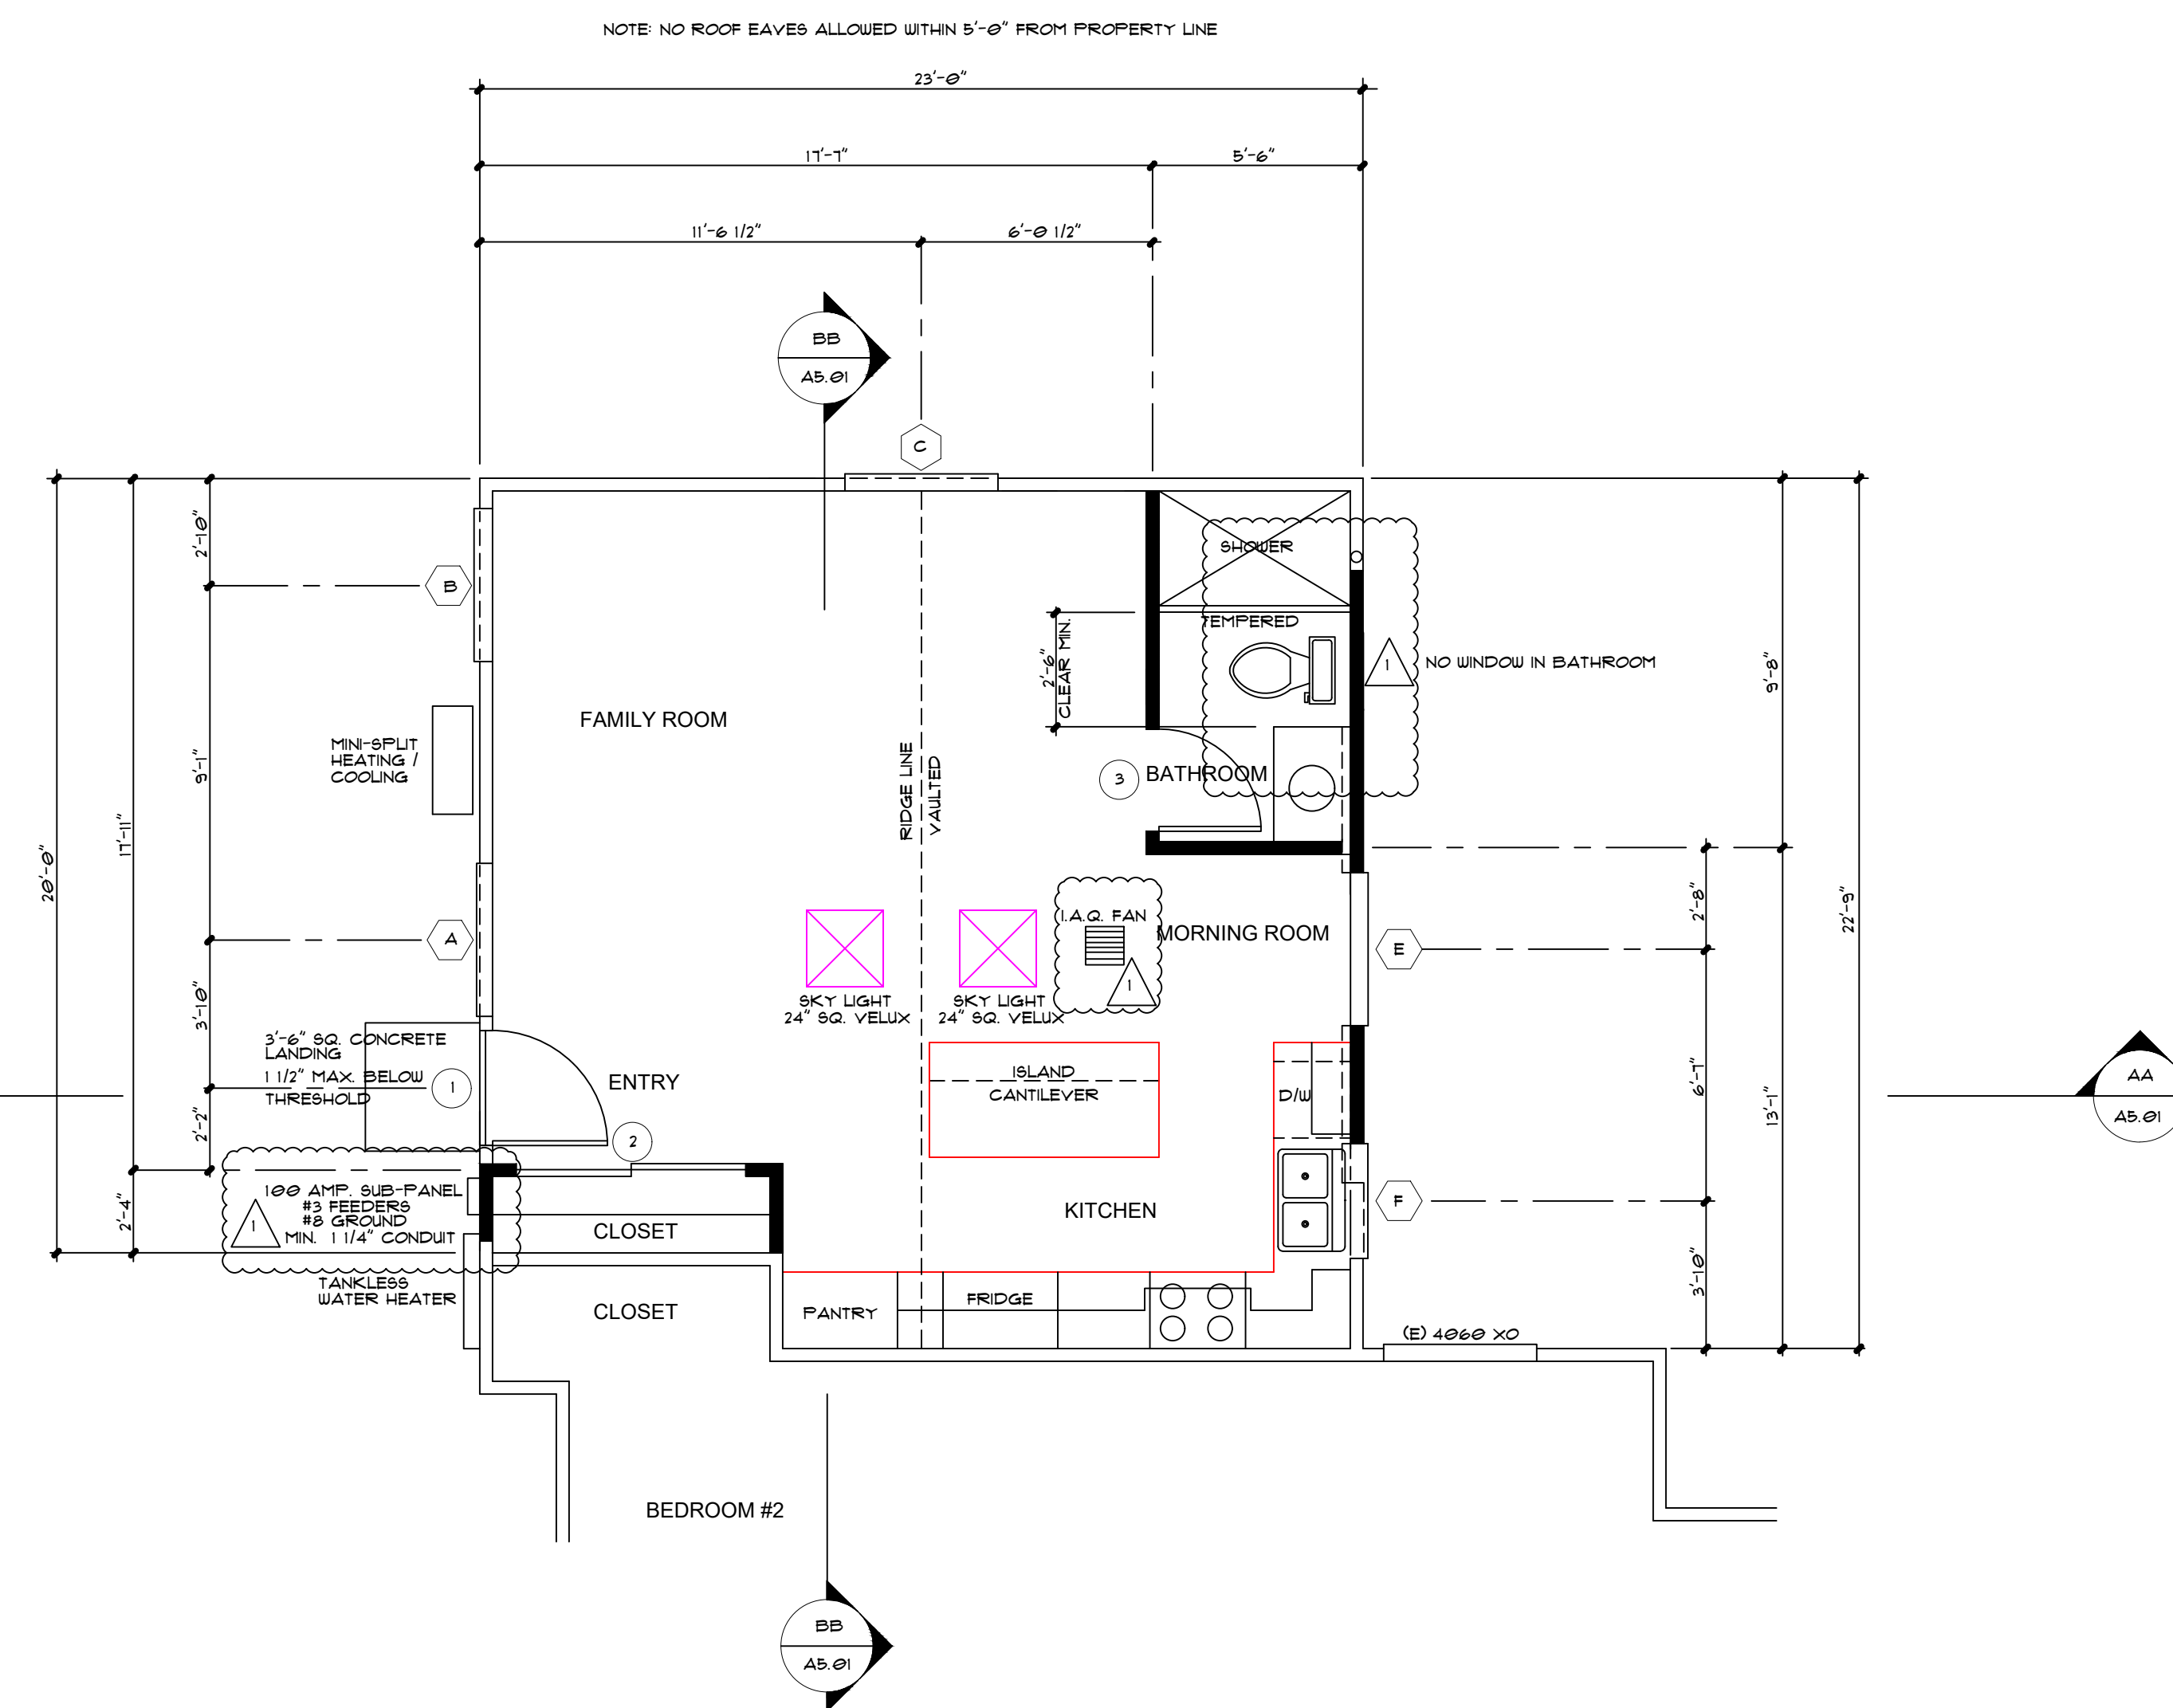 NOTE: NO ROOF EAVES ALLOWED WITHIN 5'-0" FROM PROPERTY LINE
23'-0"
17'-7"
5'-6"
11'-6 1/2"
6'-0 1/2"
BB
A5.01
C
B
2'-10"
9'-1"
3'-10"
2'-2"
17'-11"
2'-4"
20'-0"
SHOWER
TEMPERED
2'-6"
CLEAR MIN.
1
NO WINDOW IN BATHROOM
9'-8"
FAMILY ROOM
MINI-SPLIT
HEATING /
COOLING
RIDGE LINE
VAULTED
3
BATHROOM
A
I.A.Q. FAN
MORNING ROOM
1
E
2'-8"
22'-9"
SKY LIGHT
24" SQ. VELUX
SKY LIGHT
24" SQ. VELUX
3'-6" SQ. CONCRETE
LANDING
1 1/2" MAX. BELOW
THRESHOLD
1
ENTRY
2
ISLAND
CANTILEVER
D/W
6'-7"
13'-1"
AA
A5.01
100 AMP. SUB-PANEL
#3 FEEDERS
#8 GROUND
MIN. 1 1/4" CONDUIT
1
CLOSET
KITCHEN
F
3'-10"
TANKLESS
WATER HEATER
CLOSET
PANTRY
FRIDGE
(E) 4060 XO
BEDROOM #2
BB
A5.01